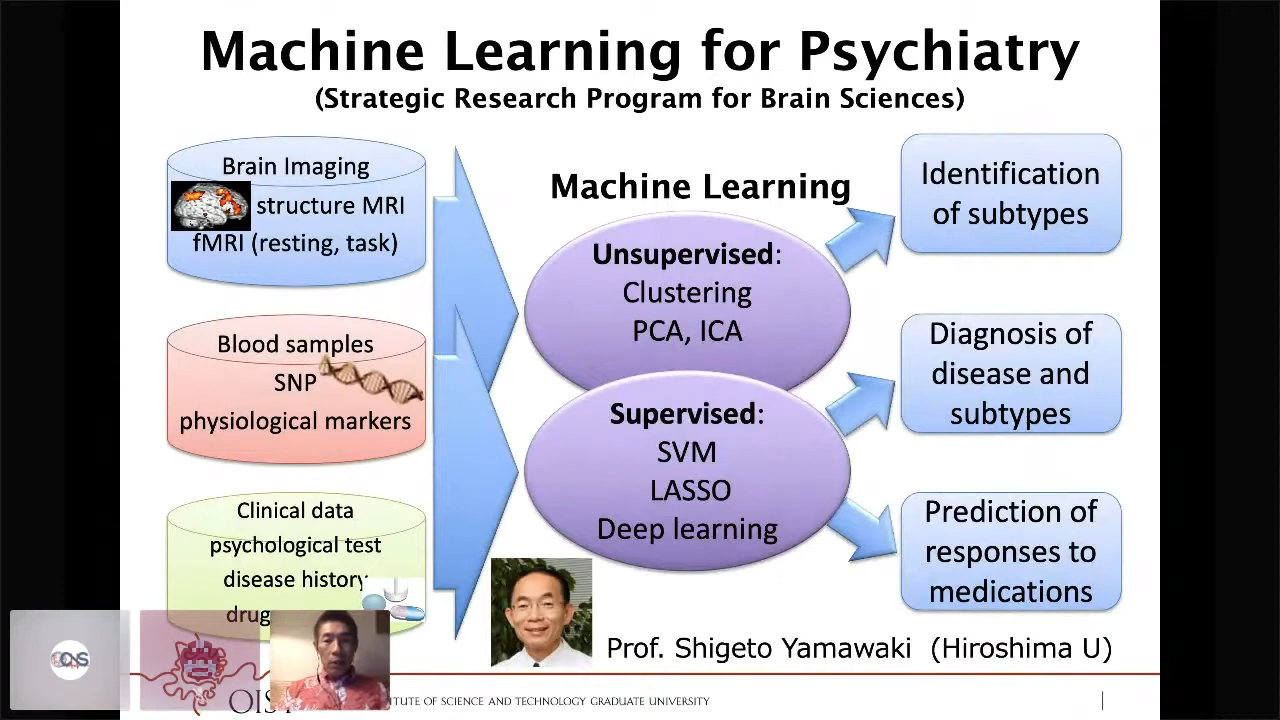 Machine Learning for Psychiatry
(Strategic Research Program for Brain Sciences)
Brain Imaging
structure MRI
fMRI (resting, task)
Blood samples
SNP
physiological markers
Clinical data
psychological test
disease history
drug
Machine Learning
Unsupervised:
Clustering
PCA, ICA
Supervised:
SVM
LASSO
Deep learning
Identification
of subtypes
Diagnosis of
disease and
subtypes
Prediction of
responses to
medications
Prof. Shigeto Yamawaki (Hiroshima U)
OF SCIENCE AND TECHNOLOGY GRADUATE UNIVERSITY